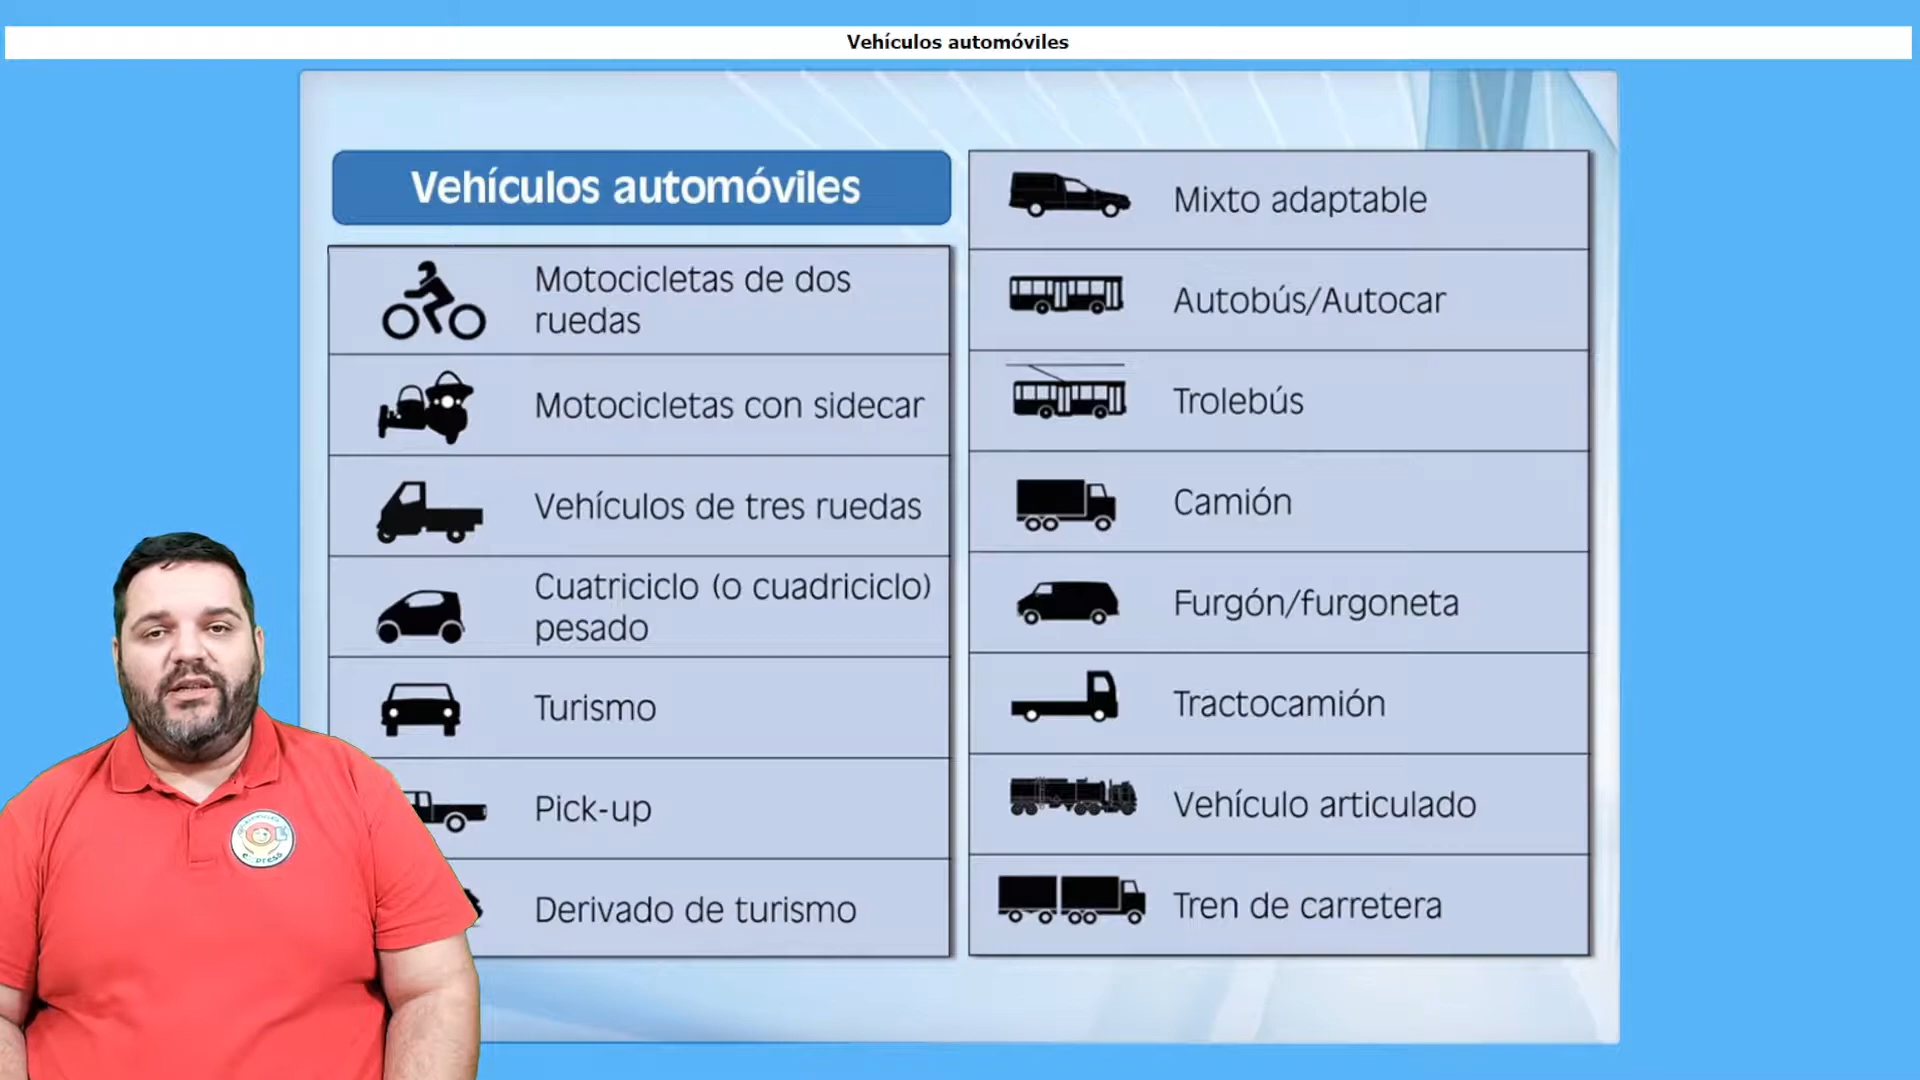 Vehículos automóviles
Vehículos automóviles
Motocicletas de dos
ruedas
Motocicletas con sidecar
Vehículos de tres ruedas
Cuatriciclo (o cuadriciclo)
pesado
Turismo
Pick-up
Derivado de turismo
Mixto adaptable
Autobús/Autocar
Trolebús
Camión
Furgón/furgoneta
Tractocamión
Vehículo articulado
Tren de carretera